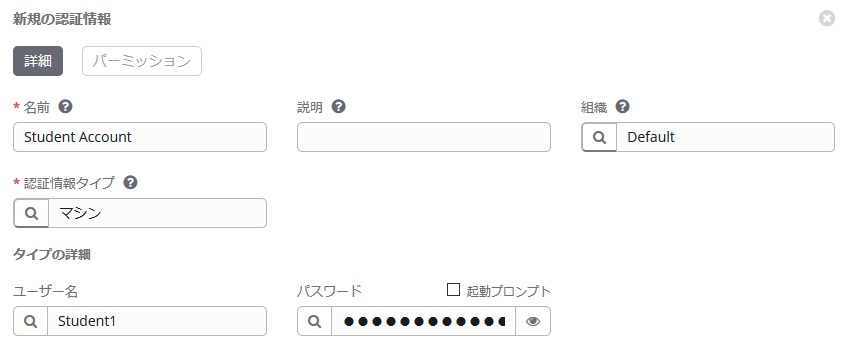 新規の認証情報
詳細 パーミッション
* 名前 説明 組織
Student Account Default
* 認証情報タイプ
マシン
タイプの詳細
ユーザー名 パスワード 起動プロンプト
Student1 ●●●●●●●●●●●●